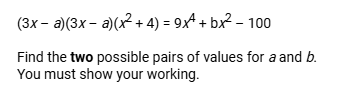 (3x – a)(3x – a)(x² + 4) = 9x⁴ + bx² – 100
Find the two possible pairs of values for a and b.
You must show your working.